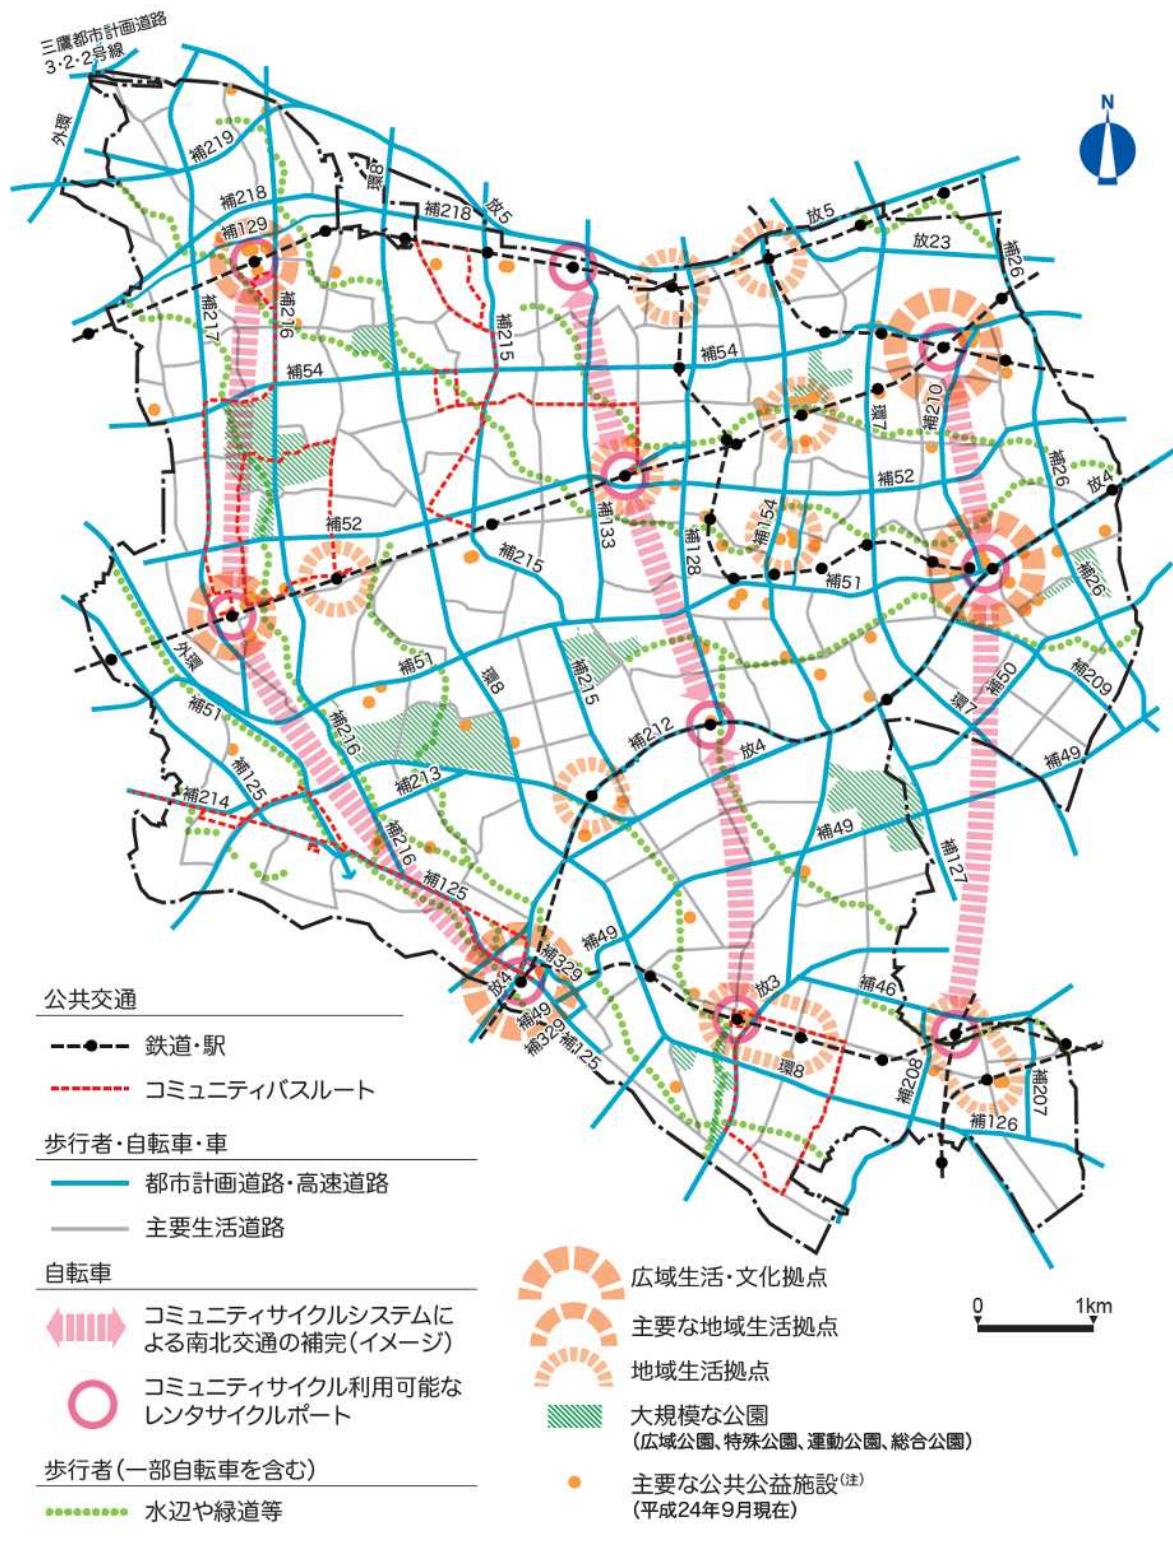 三鷹都市計画道路
3・2・2号線
外環
補219
環8
補218
補218
放5
補129
放5
放23
補26
補217
補216
補215
補54
補54
補210
環7
補26
放4
補52
補52
補154
補133
補128
補215
補51
補26
外環
補51
環8
補215
補50
補209
環7
補51
補216
補212
放4
補49
補125
補213
補214
補49
補216
補127
補125
補49
補329
放4
放3
補46
補49
補329
補125
環8
補208
補207
補126
N
公共交通
鉄道・駅
コミュニティバスルート
歩行者・自転車・車
都市計画道路・高速道路
主要生活道路
自転車
コミュニティサイクルシステムに
よる南北交通の補完(イメージ)
コミュニティサイクル利用可能な
レンタサイクルポート
歩行者(一部自転車を含む)
水辺や緑道等
広域生活・文化拠点
主要な地域生活拠点
地域生活拠点
大規模な公園
(広域公園、特殊公園、運動公園、総合公園)
主要な公共公益施設(注)
(平成24年9月現在)
0 1km